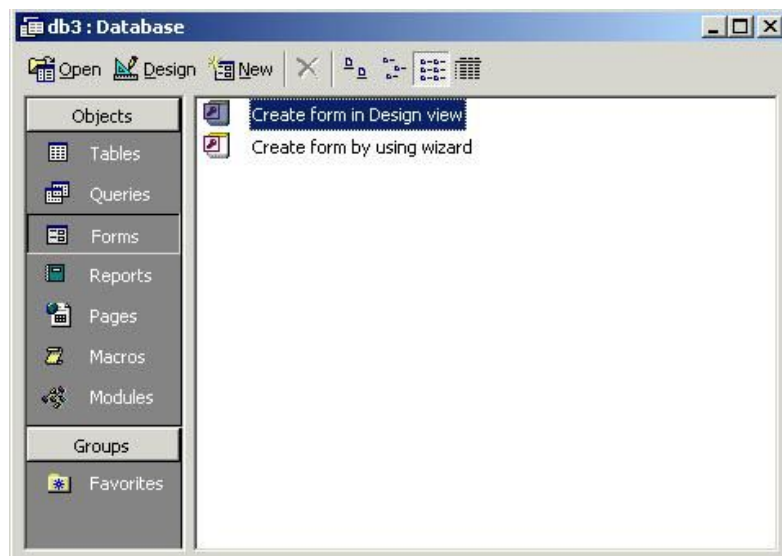 db3 : Database
Open Design New
Objects
Tables
Queries
Forms
Reports
Pages
Macros
Modules
Groups
Favorites
Create form in Design view
Create form by using wizard